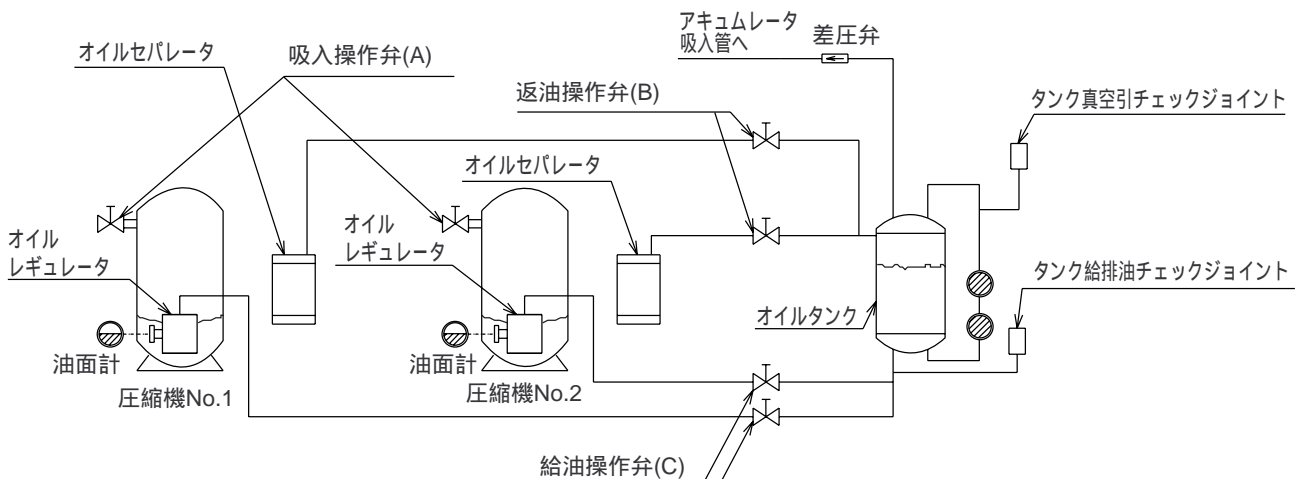 アキュムレータ
吸入管へ
差圧弁
オイルセパレータ
吸入操作弁(A)
返油操作弁(B)
タンク真空引チェックジョイント
オイルセパレータ
オイル
レギュレータ
オイル
レギュレータ
タンク給排油チェックジョイント
オイルタンク
油面計
油面計
圧縮機No.1
圧縮機No.2
給油操作弁(C)